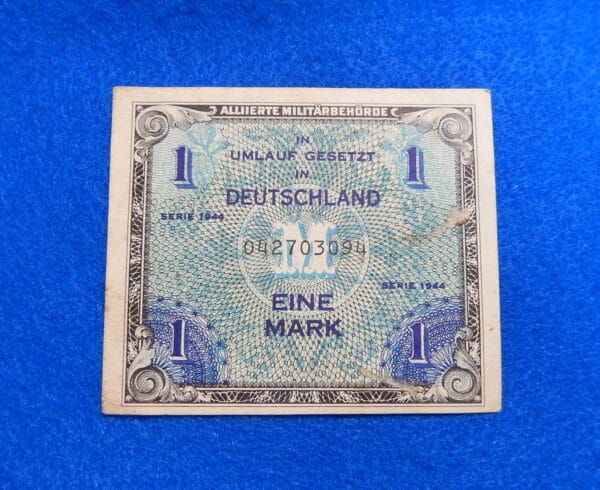 ALLIIERTE MILITÄRBEHÖRDE
IN
UMLAUF GESETZT
1 1
IN
DEUTSCHLAND
SERIE 1944
M
042703094
SERIE 1944
EINE
MARK
1 1